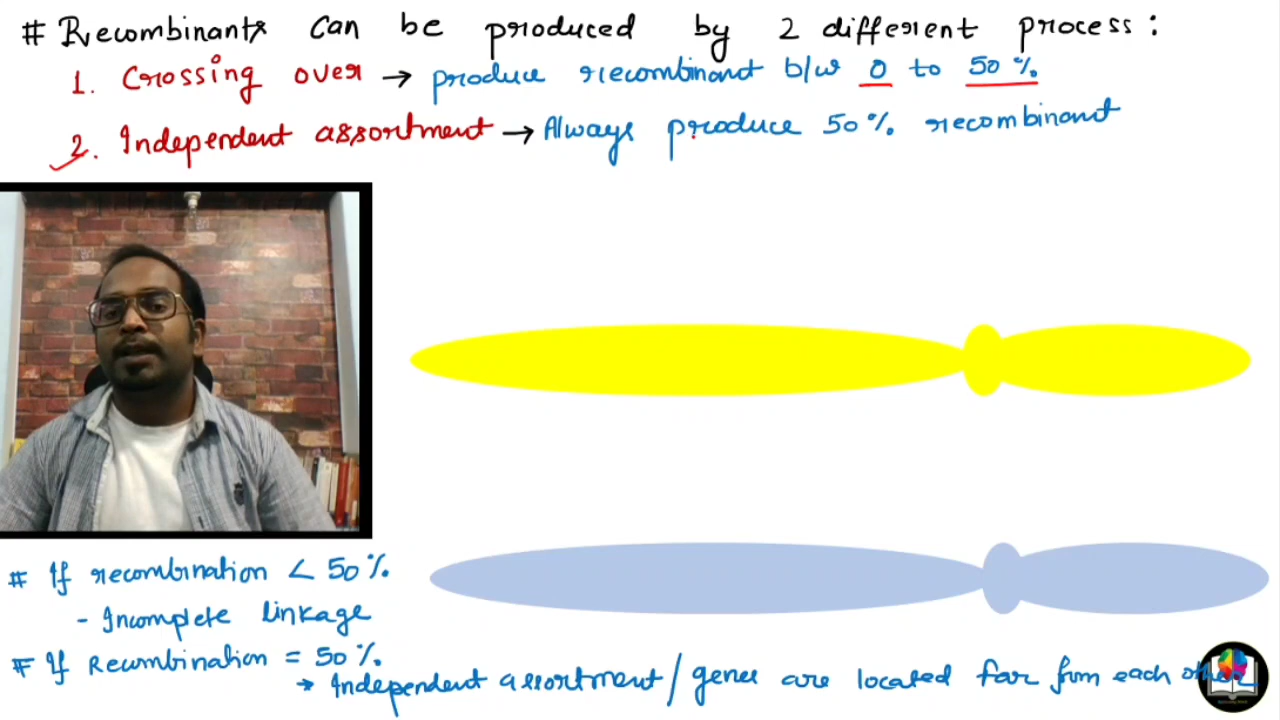 # Recombinants can be produced by 2 different process :
1. Crossing over → produce recombinant b/w 0 to 50 %.
2. Independent assortment → Always produce 50 %. recombinant
# If recombination < 50 %.
- Incomplete linkage
# If Recombination = 50 %.
→ Independent assortment / genes are located far from each other